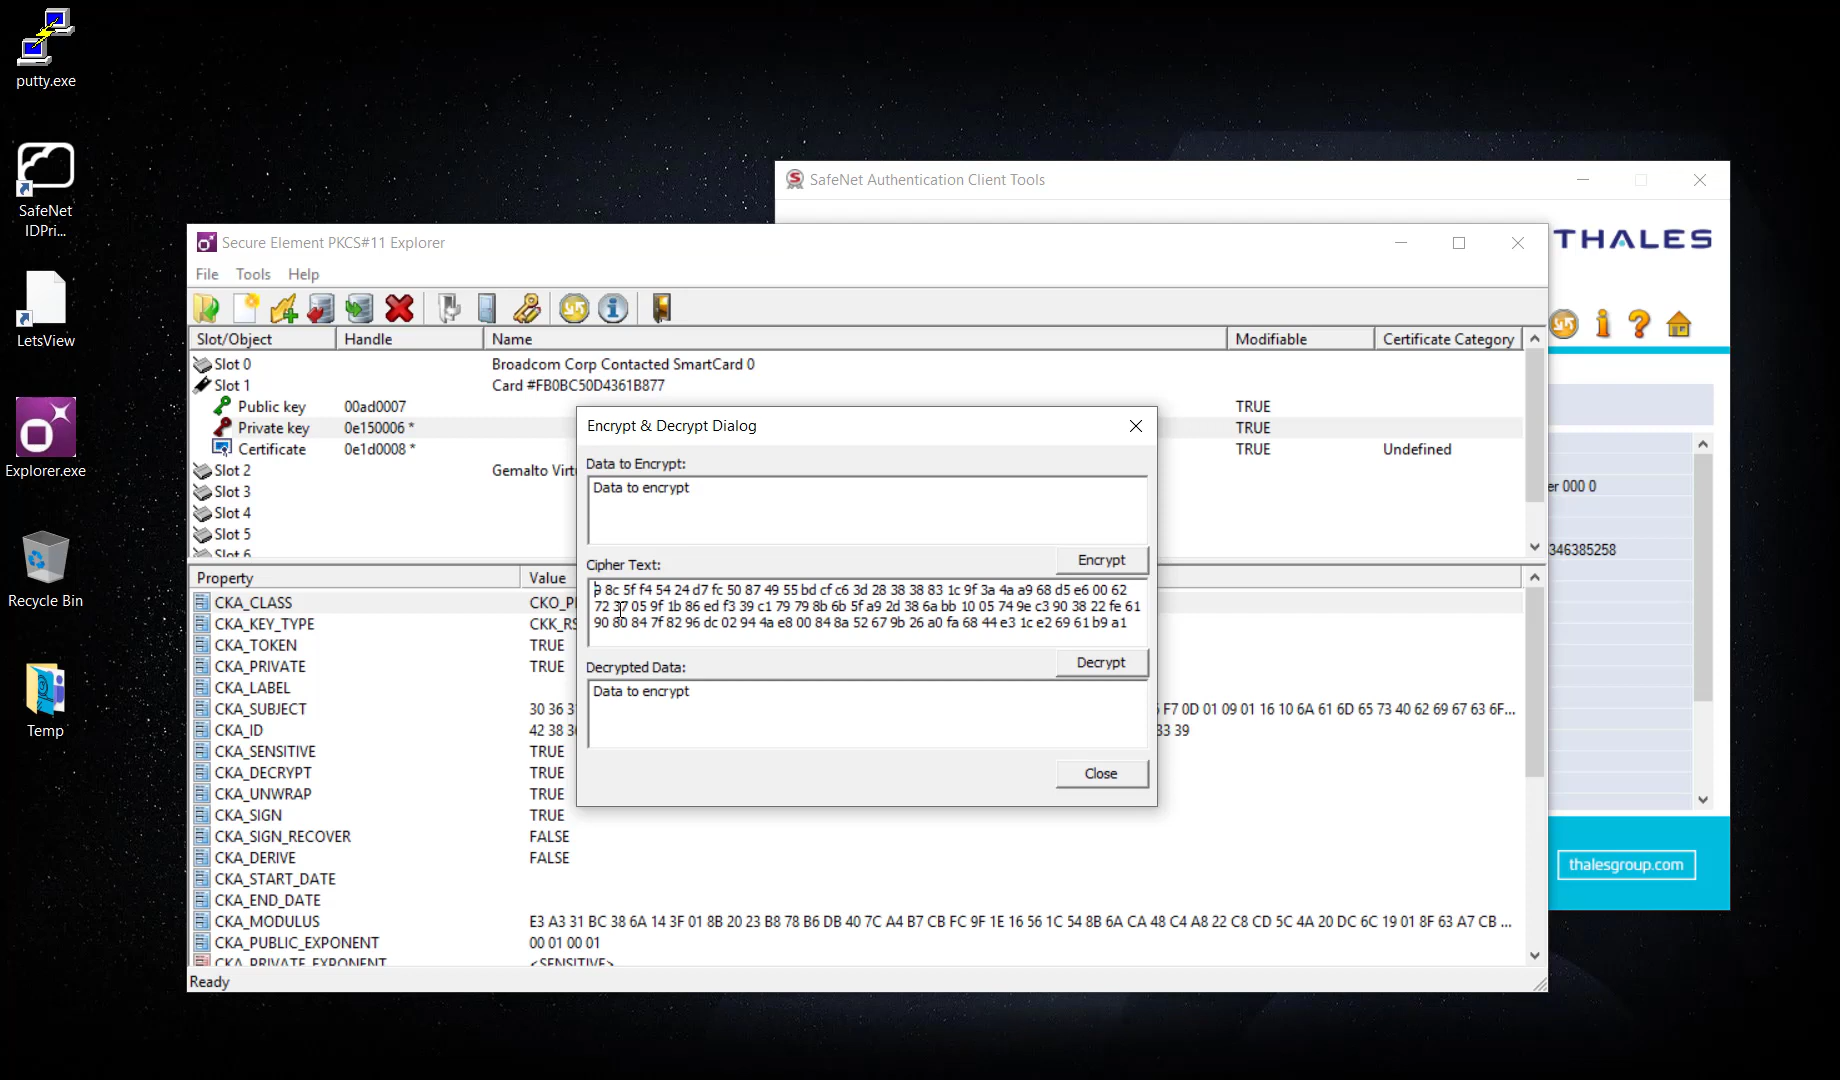 putty.exe
SafeNet
IDPri...
LetsView
Explorer.exe
Recycle Bin
Temp
SafeNet Authentication Client Tools
THALES
er 000 0
346385258
thalesgroup.com
Secure Element PKCS#11 Explorer
File Tools Help
Slot/Object Handle Name Modifiable Certificate Category
Slot 0 Broadcom Corp Contacted SmartCard 0
Slot 1 Card #FB0BC50D4361B877
Public key 00ad0007 TRUE
Private key 0e150006 * TRUE
Certificate 0e1d0008 * TRUE Undefined
Slot 2 Gemalto Virtu
Slot 3
Slot 4
Slot 5
Slot 6
Property Value
CKA_CLASS CKO_P
CKA_KEY_TYPE CKK_RS
CKA_TOKEN TRUE
CKA_PRIVATE TRUE
CKA_LABEL
CKA_SUBJECT 30 36 3 F7 0D 01 09 01 16 10 6A 61 6D 65 73 40 62 69 67 63 6F...
CKA_ID 42 38 3 33 39
CKA_SENSITIVE TRUE
CKA_DECRYPT TRUE
CKA_UNWRAP TRUE
CKA_SIGN TRUE
CKA_SIGN_RECOVER FALSE
CKA_DERIVE FALSE
CKA_START_DATE
CKA_END_DATE
CKA_MODULUS E3 A3 31 BC 38 6A 14 3F 01 8B 20 23 B8 78 B6 DB 40 7C A4 B7 CB FC 9F 1E 16 56 1C 54 8B 6A CA 48 C4 A8 22 C8 CD 5C 4A 20 DC 6C 19 01 8F 63 A7 CB ...
CKA_PUBLIC_EXPONENT 00 01 00 01
CKA_PRIVATE_EXPONENT <SENSITIVE>
Ready
Encrypt & Decrypt Dialog
Data to Encrypt:
Data to encrypt
Encrypt
Cipher Text:
8c 5f f4 54 24 d7 fc 50 87 49 55 bd cf c6 3d 28 38 38 83 1c 9f 3a 4a a9 68 d5 e6 00 62
72 37 05 9f 1b 86 ed f3 39 c1 79 79 8b 6b 5f a9 2d 38 6a bb 10 05 74 9e c3 90 38 22 fe 61
90 80 84 7f 82 96 dc 02 94 4a e8 00 84 8a 52 67 9b 26 a0 fa 68 44 e3 1c e2 69 61 b9 a1
Decrypt
Decrypted Data:
Data to encrypt
Close